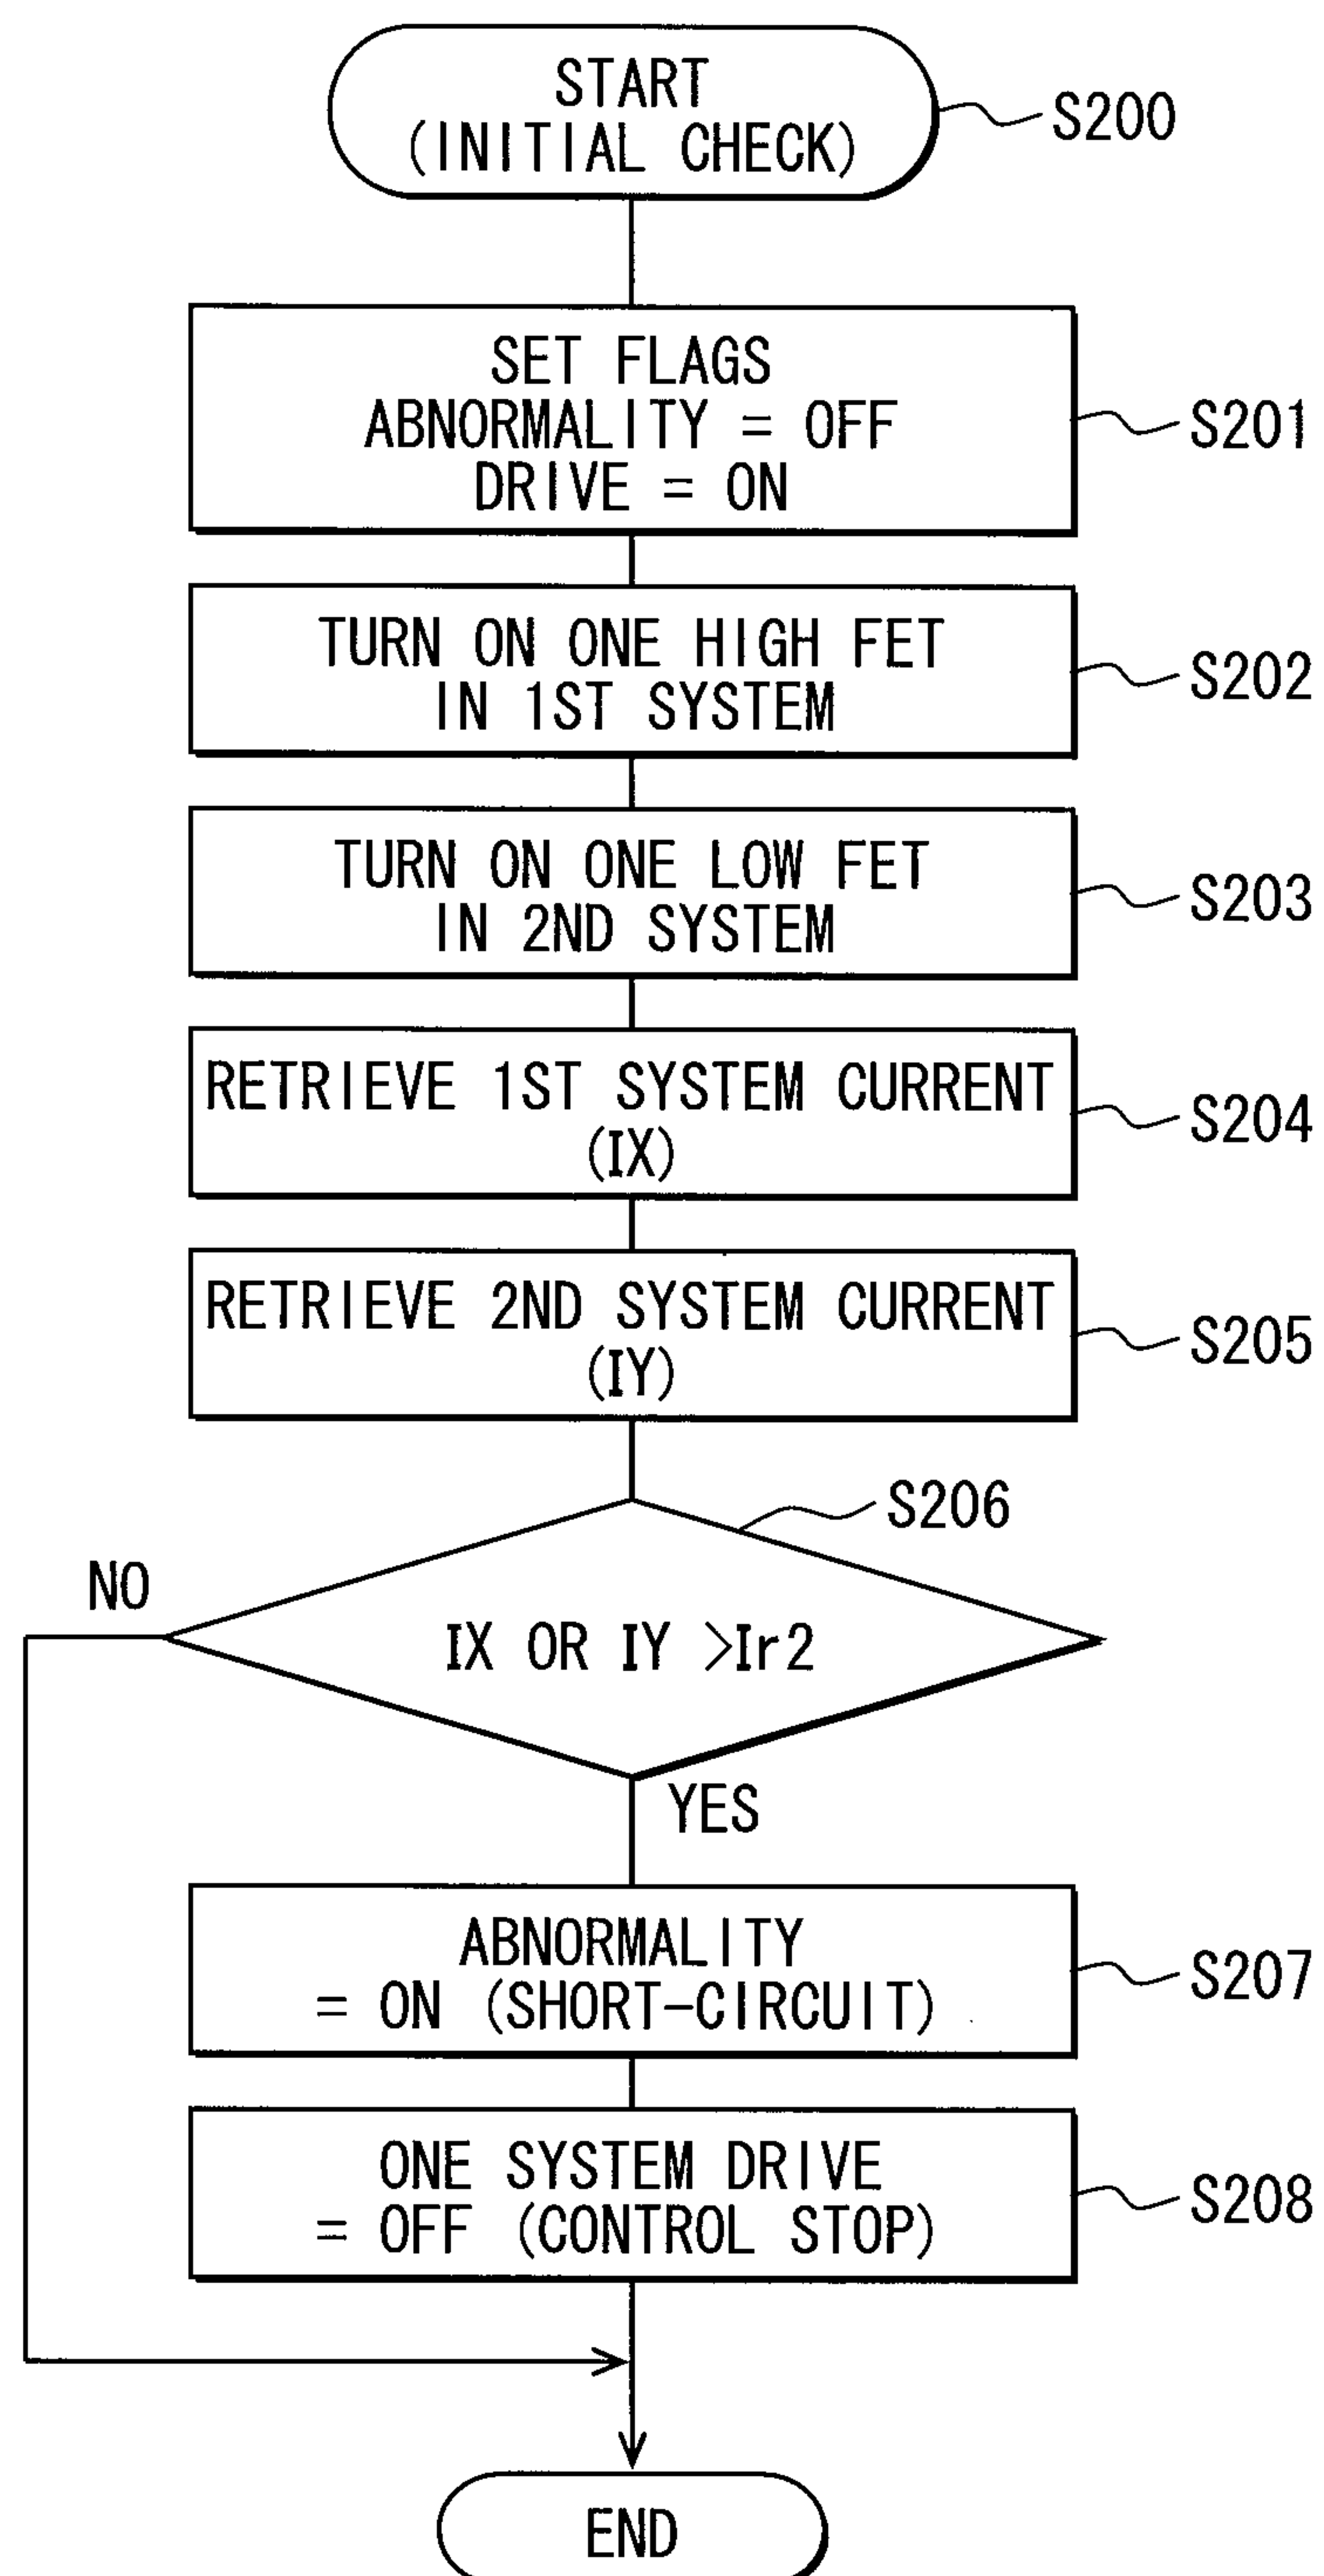 START
(INITIAL CHECK)
S200
SET FLAGS
ABNORMALITY = OFF
DRIVE = ON
S201
TURN ON ONE HIGH FET
IN 1ST SYSTEM
S202
TURN ON ONE LOW FET
IN 2ND SYSTEM
S203
RETRIEVE 1ST SYSTEM CURRENT
(IX)
S204
RETRIEVE 2ND SYSTEM CURRENT
(IY)
S205
S206
NO
IX OR IY >Ir2
YES
ABNORMALITY
= ON (SHORT-CIRCUIT)
S207
ONE SYSTEM DRIVE
= OFF (CONTROL STOP)
S208
END